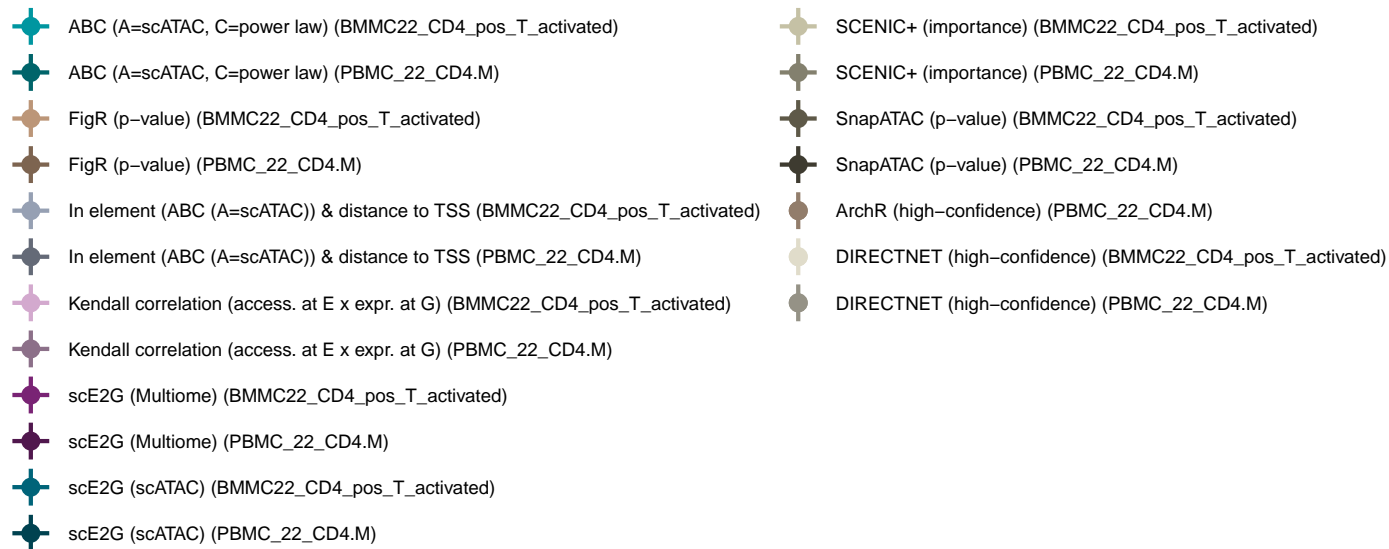 ABC (A=scATAC, C=power law) (BMMC22_CD4_pos_T_activated)
ABC (A=scATAC, C=power law) (PBMC_22_CD4.M)
FigR (p−value) (BMMC22_CD4_pos_T_activated)
FigR (p−value) (PBMC_22_CD4.M)
In element (ABC (A=scATAC)) & distance to TSS (BMMC22_CD4_pos_T_activated)
In element (ABC (A=scATAC)) & distance to TSS (PBMC_22_CD4.M)
Kendall correlation (access. at E x expr. at G) (BMMC22_CD4_pos_T_activated)
Kendall correlation (access. at E x expr. at G) (PBMC_22_CD4.M)
scE2G (Multiome) (BMMC22_CD4_pos_T_activated)
scE2G (Multiome) (PBMC_22_CD4.M)
scE2G (scATAC) (BMMC22_CD4_pos_T_activated)
scE2G (scATAC) (PBMC_22_CD4.M)
SCENIC+ (importance) (BMMC22_CD4_pos_T_activated)
SCENIC+ (importance) (PBMC_22_CD4.M)
SnapATAC (p−value) (BMMC22_CD4_pos_T_activated)
SnapATAC (p−value) (PBMC_22_CD4.M)
ArchR (high−confidence) (PBMC_22_CD4.M)
DIRECTNET (high−confidence) (BMMC22_CD4_pos_T_activated)
DIRECTNET (high−confidence) (PBMC_22_CD4.M)